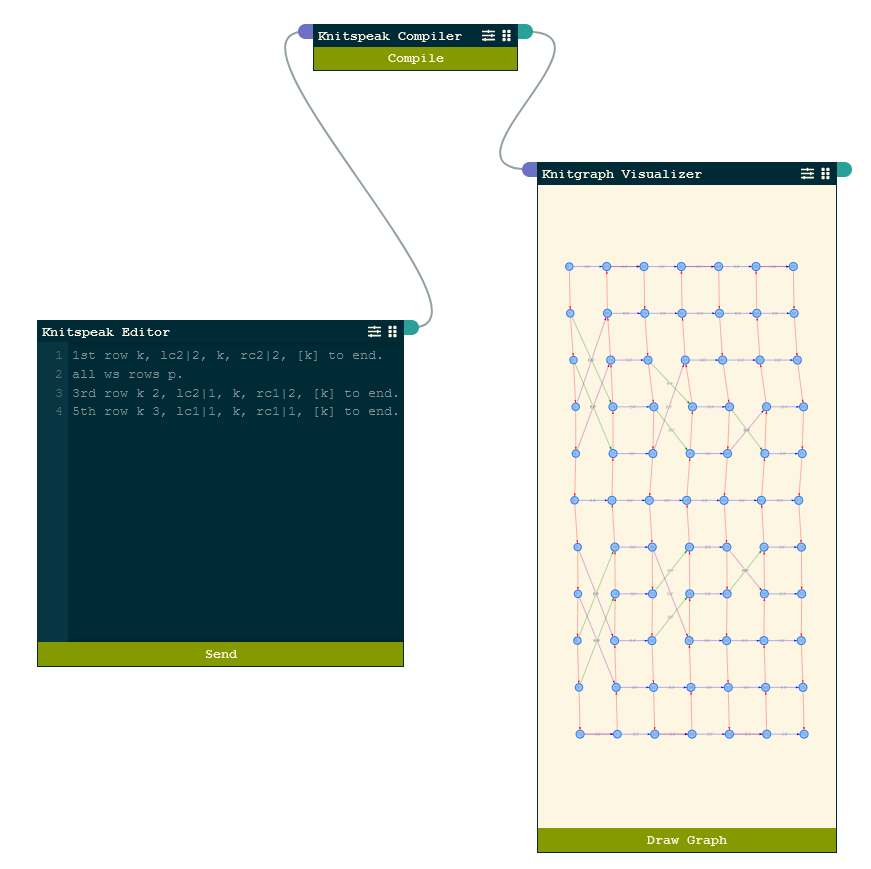 Knitspeak Compiler
Compile
Knitgraph Visualizer
Knitspeak Editor
1 1st row k, lc2|2, k, rc2|2, [k] to end.
2 all ws rows p.
3 3rd row k 2, lc2|1, k, rc1|2, [k] to end.
4 5th row k 3, lc1|1, k, rc1|1, [k] to end.
Send
Draw Graph